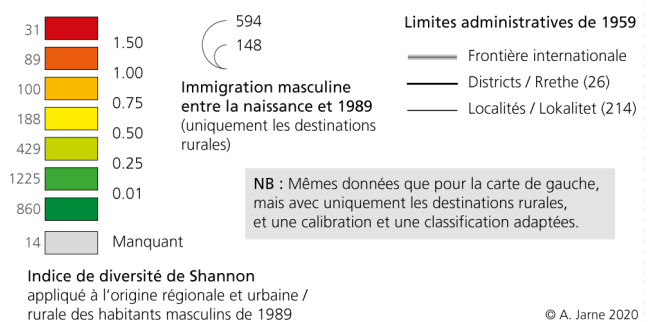 31
1.50
89
1.00
100
0.75
188
0.50
429
0.25
1225
0.01
860
14
Manquant
Indice de diversité de Shannon
appliqué à l'origine régionale et urbaine /
rurale des habitants masculins de 1989
594
148
Immigration masculine
entre la naissance et 1989
(uniquement les destinations
rurales)
Limites administratives de 1959
Frontière internationale
Districts / Rrethe (26)
Localités / Lokalitet (214)
NB : Mêmes données que pour la carte de gauche,
mais avec uniquement les destinations rurales,
et une calibration et une classification adaptées.
© A. Jarne 2020